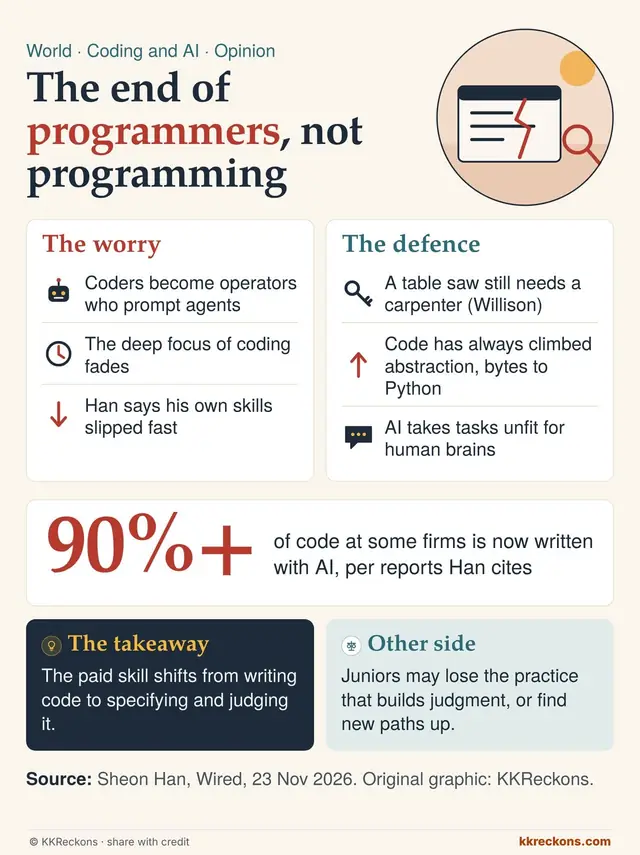 World · Coding and AI · Opinion
The end of
programmers, not
programming
The worry
Coders become operators
who prompt agents
The deep focus of coding
fades
Han says his own skills
slipped fast
The defence
A table saw still needs a
carpenter (Willison)
Code has always climbed
abstraction, bytes to
Python
AI takes tasks unfit for
human brains
90%+
of code at some firms is now written
with AI, per reports Han cites
The takeaway
The paid skill shifts from writing
code to specifying and judging
it.
Other side
Juniors may lose the practice
that builds judgment, or find
new paths up.
Source: Sheon Han, Wired, 23 Nov 2026. Original graphic: KKReckons.
© KKReckons · share with credit
kkreckons.com